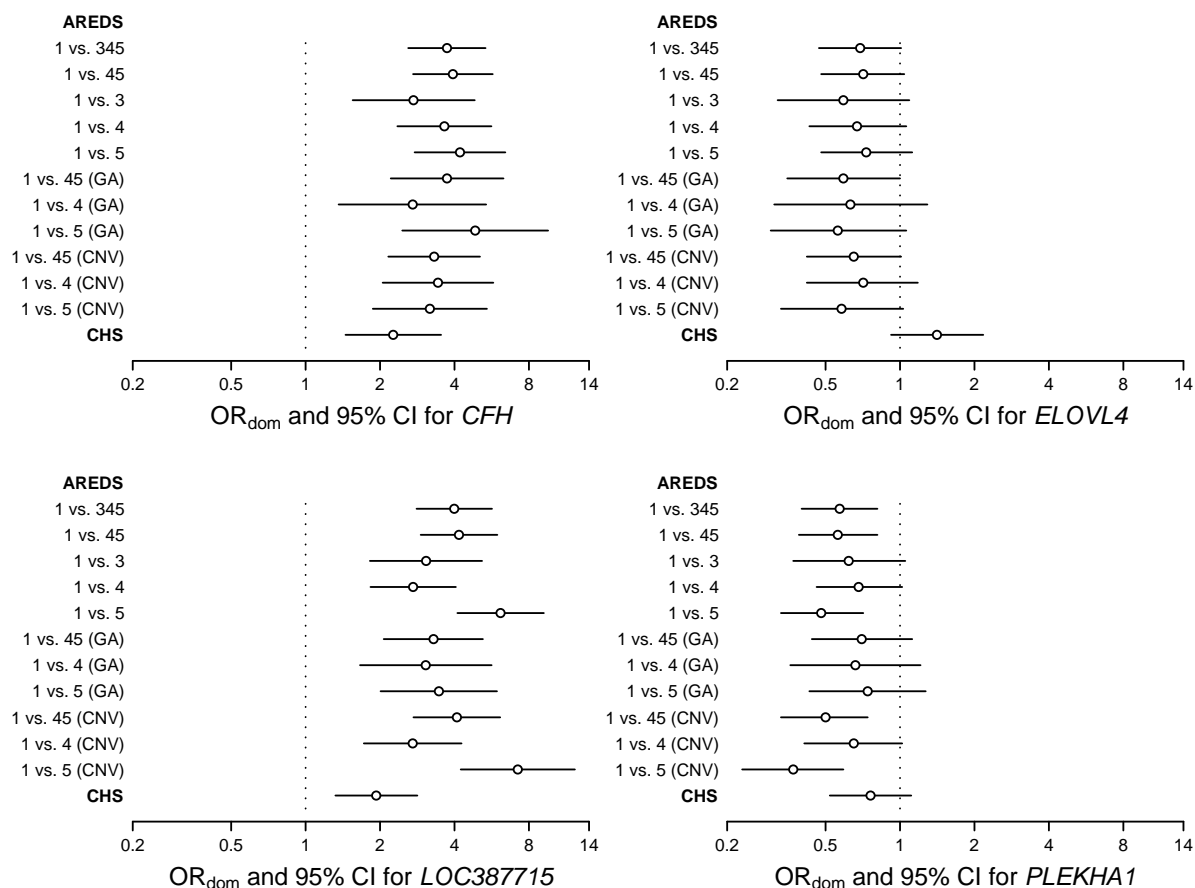 AREDS
1 vs. 345
1 vs. 45
1 vs. 3
1 vs. 4
1 vs. 5
1 vs. 45 (GA)
1 vs. 4 (GA)
1 vs. 5 (GA)
1 vs. 45 (CNV)
1 vs. 4 (CNV)
1 vs. 5 (CNV)
CHS
0.2 0.5 1 2 4 8 14
ORdom and 95% CI for CFH
AREDS
1 vs. 345
1 vs. 45
1 vs. 3
1 vs. 4
1 vs. 5
1 vs. 45 (GA)
1 vs. 4 (GA)
1 vs. 5 (GA)
1 vs. 45 (CNV)
1 vs. 4 (CNV)
1 vs. 5 (CNV)
CHS
0.2 0.5 1 2 4 8 14
ORdom and 95% CI for ELOVL4
AREDS
1 vs. 345
1 vs. 45
1 vs. 3
1 vs. 4
1 vs. 5
1 vs. 45 (GA)
1 vs. 4 (GA)
1 vs. 5 (GA)
1 vs. 45 (CNV)
1 vs. 4 (CNV)
1 vs. 5 (CNV)
CHS
0.2 0.5 1 2 4 8 14
ORdom and 95% CI for LOC387715
AREDS
1 vs. 345
1 vs. 45
1 vs. 3
1 vs. 4
1 vs. 5
1 vs. 45 (GA)
1 vs. 4 (GA)
1 vs. 5 (GA)
1 vs. 45 (CNV)
1 vs. 4 (CNV)
1 vs. 5 (CNV)
CHS
0.2 0.5 1 2 4 8 14
ORdom and 95% CI for PLEKHA1